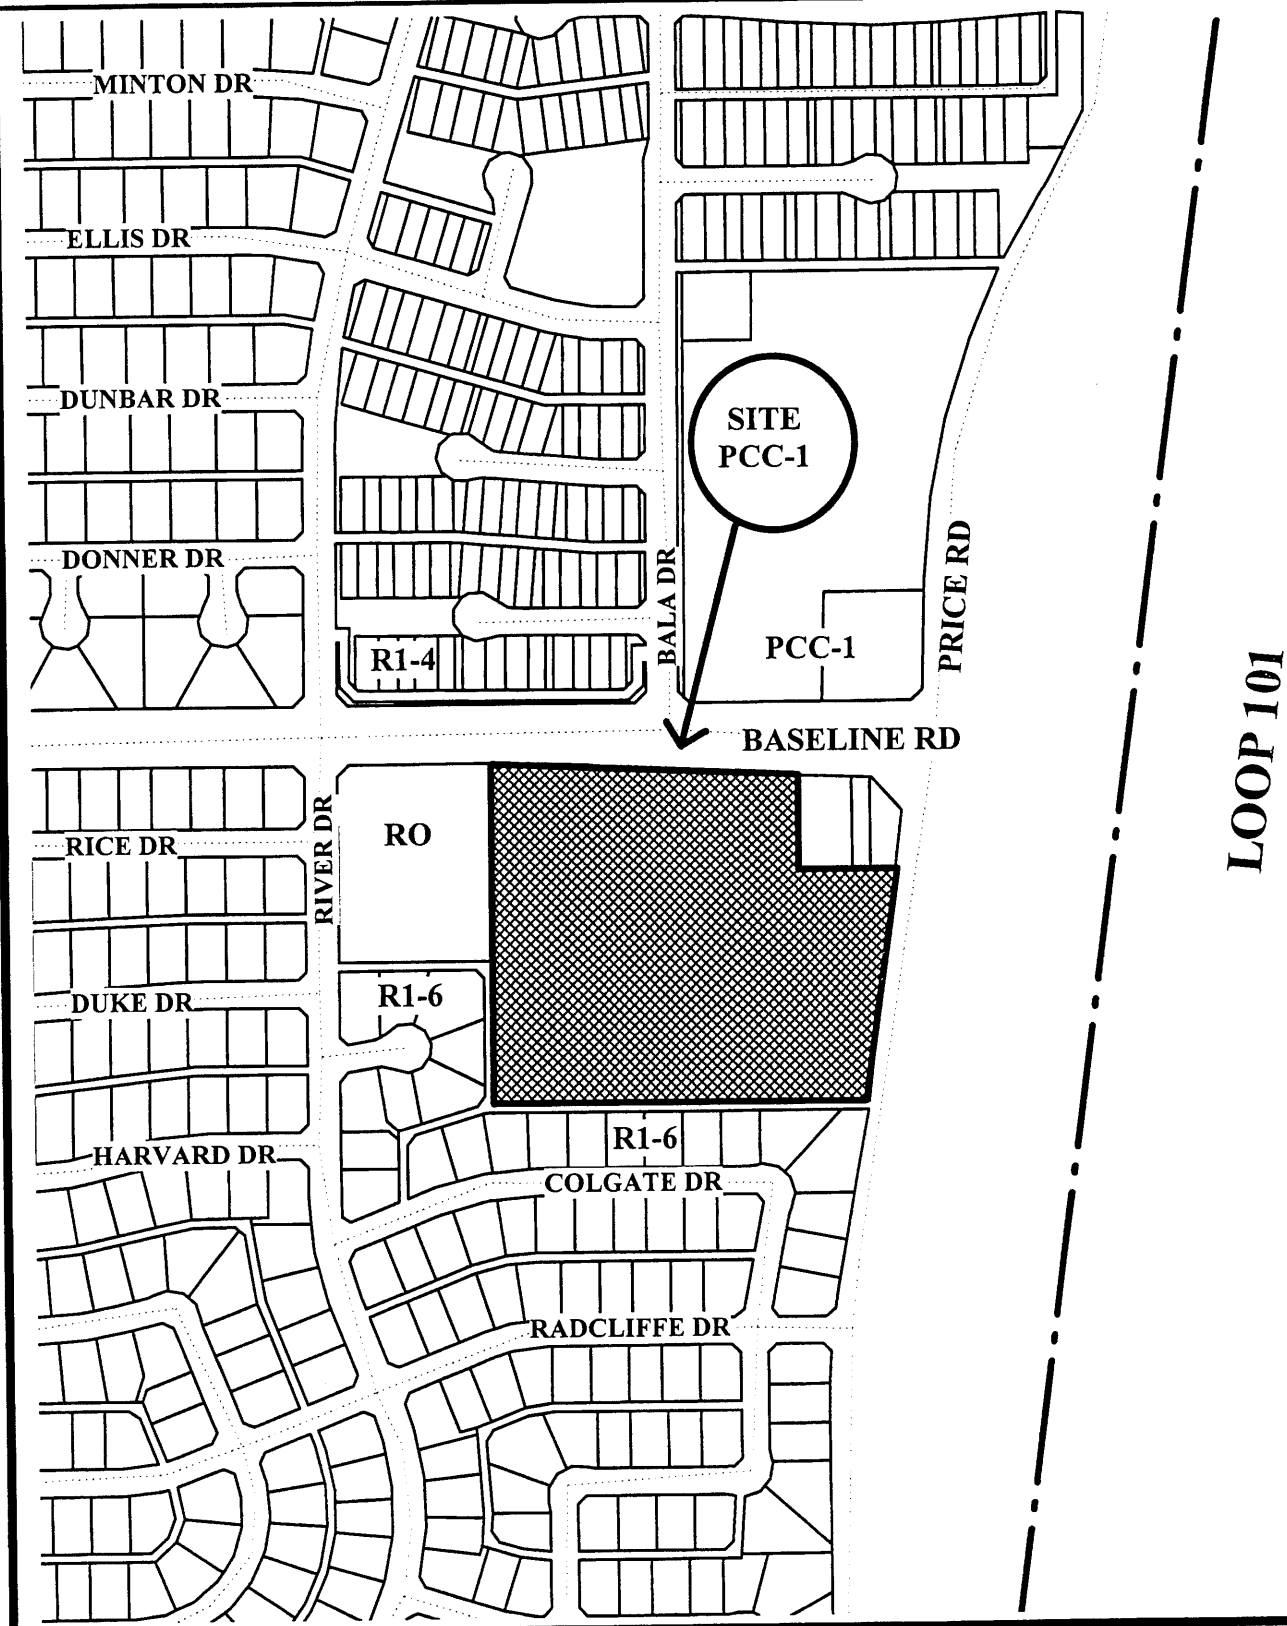 MINTON DR
ELLIS DR
DUNBAR DR
SITE
PCC-1
DONNER DR
BALA DR
PRICE RD
R1-4
PCC-1
LOOP 101
BASELINE RD
RIVER DR
RO
RICE DR
R1-6
DUKE DR
R1-6
HARVARD DR
COLGATE DR
RADCLIFFE DR